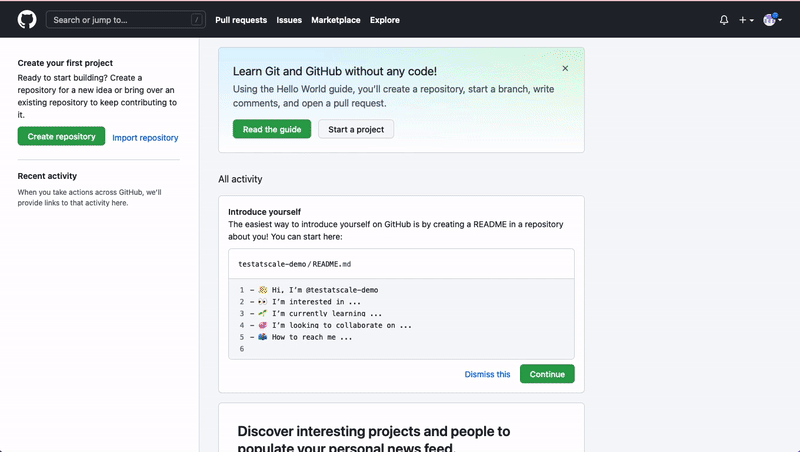 Search or jump to...
/
Pull requests
Issues
Marketplace
Explore
Create your first project
Ready to start building? Create a
repository for a new idea or bring over an
existing repository to keep contributing to
it.
Create repository
Import repository
Recent activity
When you take actions across GitHub, we'll
provide links to that activity here.
Learn Git and GitHub without any code!
Using the Hello World guide, you'll create a repository, start a branch, write
comments, and open a pull request.
Read the guide
Start a project
All activity
Introduce yourself
The easiest way to introduce yourself on GitHub is by creating a README in a repository
about you! You can start here:
testatscale-demo/README.md
1 - 👋 Hi, I'm @testatscale-demo
2 - 👀 I'm interested in ...
3 - 🌱 I'm currently learning ...
4 - 💞️ I'm looking to collaborate on ...
5 - 📫 How to reach me ...
6
Dismiss this
Continue
Discover interesting projects and people to
populate your personal news feed.